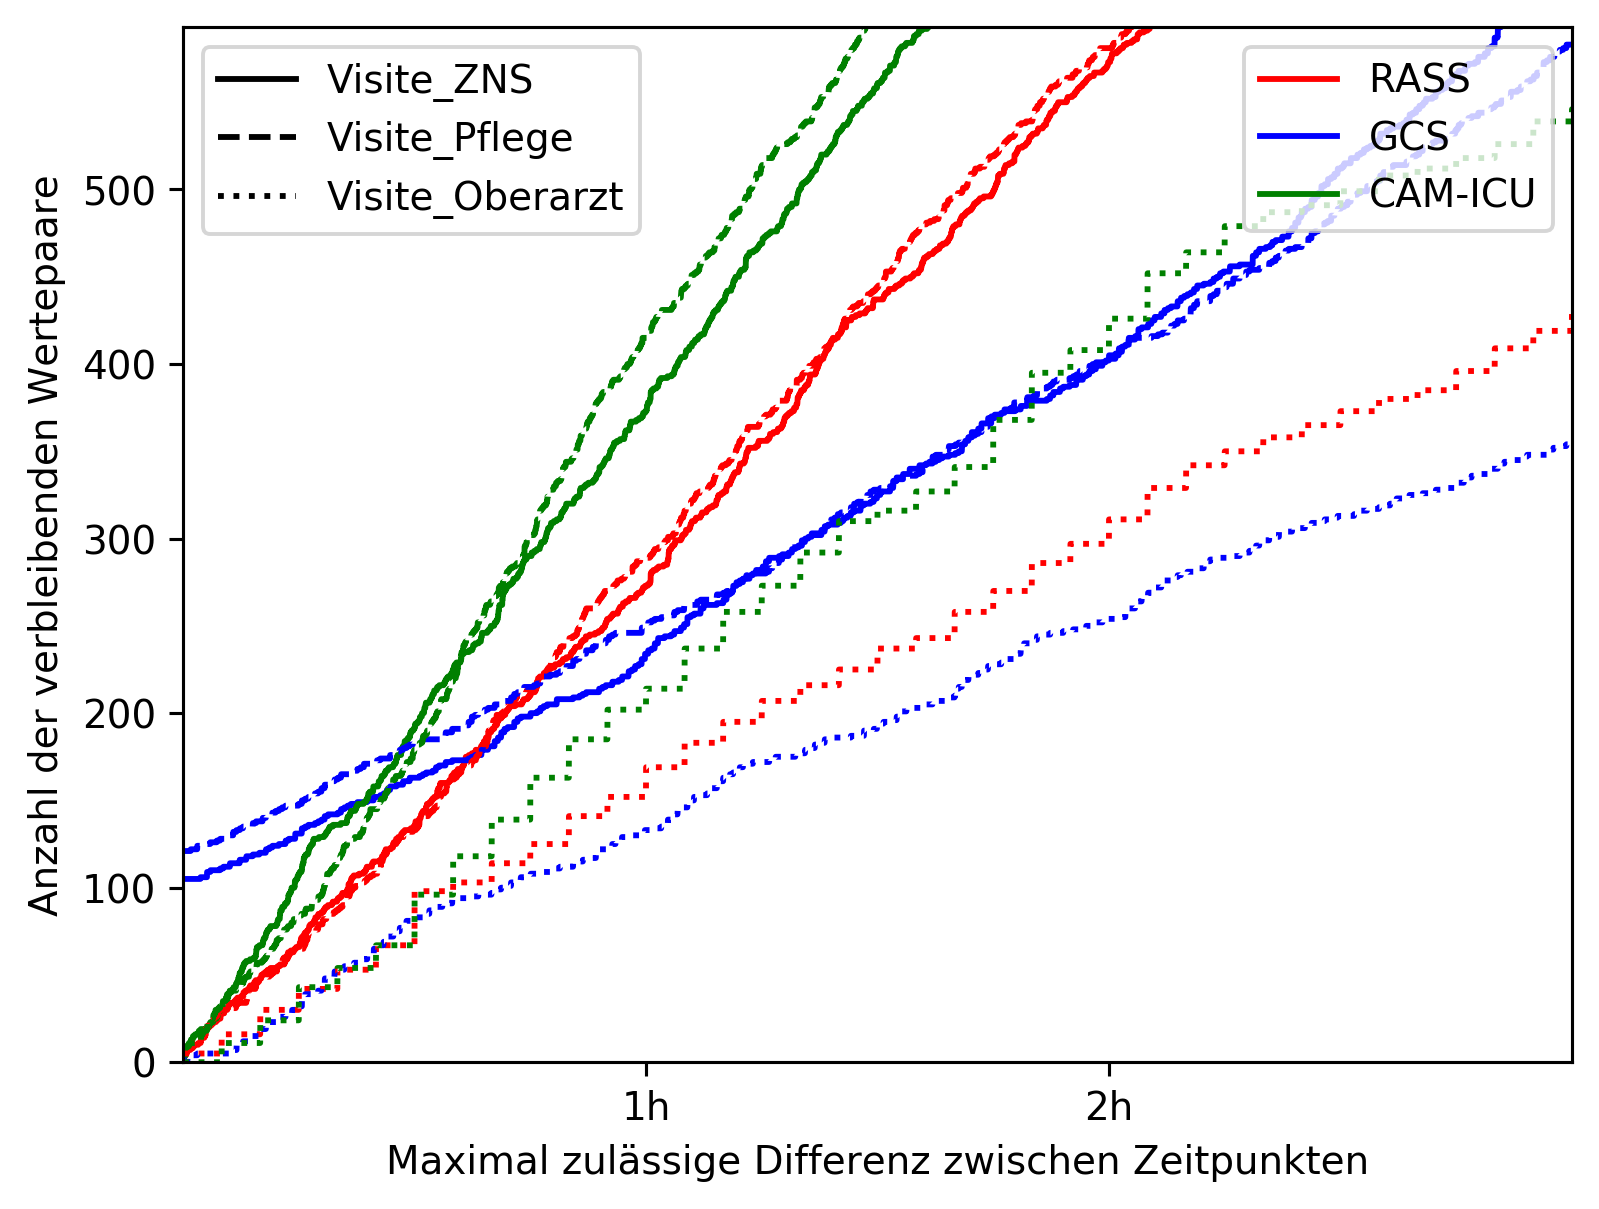 Visite_ZNS
Visite_Pflege
Visite_Oberarzt
RASS
GCS
CAM-ICU
Anzahl der verbleibenden Wertepaare
500
400
300
200
100
0
1h
2h
Maximal zulässige Differenz zwischen Zeitpunkten